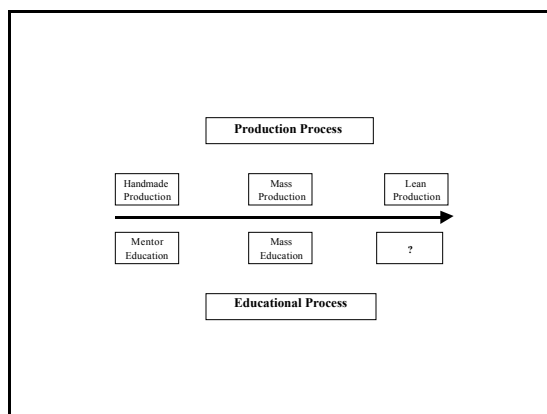 Production Process
Handmade
Production
Mass
Production
Lean
Production
Mentor
Education
Mass
Education
?
Educational Process